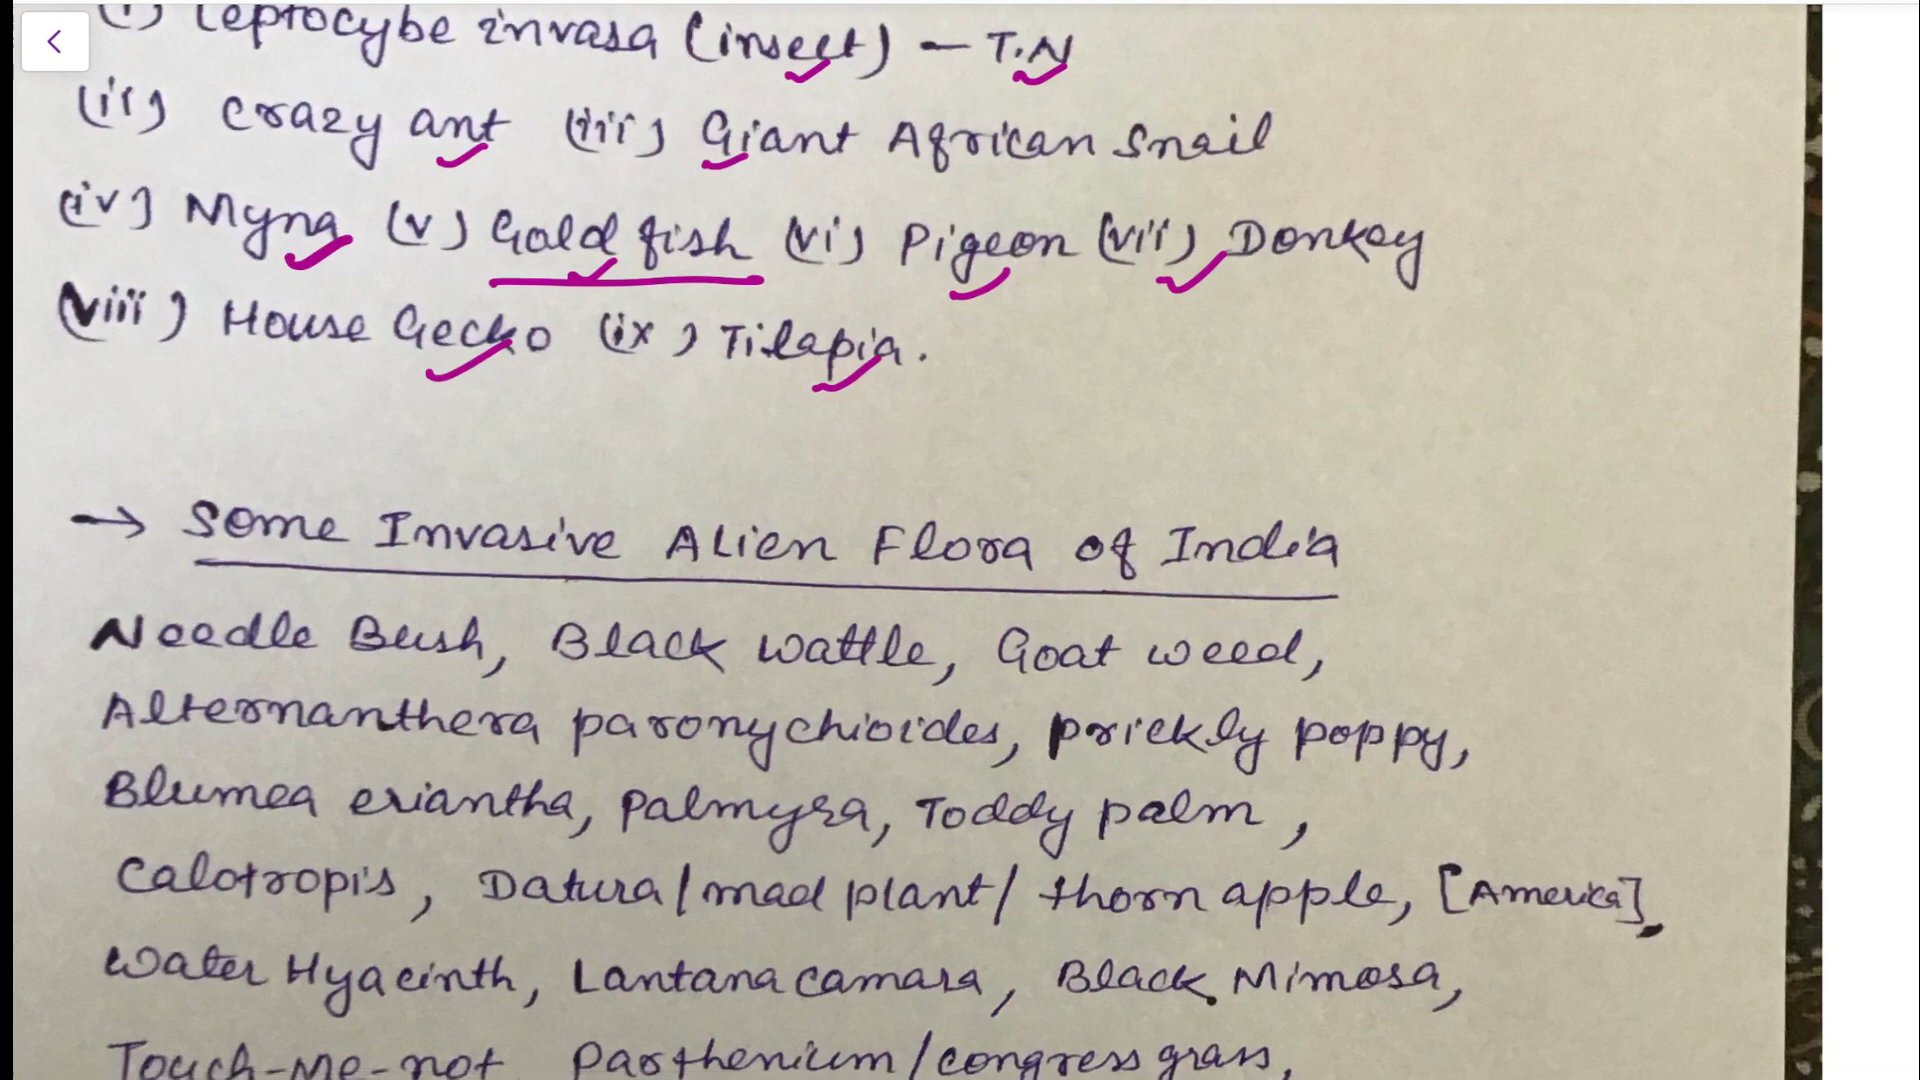 (i) Leptocybe invasa (insect) – T.N
(ii) Crazy ant (iii) Giant African Snail
(iv) Myna (v) Gold fish (vi) Pigeon (vii) Donkey
(viii) House Gecko (ix) Tilapia.
→ Some Invasive Alien Flora of India
Needle Bush, Black wattle, Goat weed,
Alternanthera paronychioides, prickly poppy,
Blumea eriantha, Palmyra, Toddy palm ,
Calotropis, Datura/mad plant/ thorn apple, [America],
Water Hyacinth, Lantana camara, Black Mimosa,
Touch-me-not Parthenium/congress grass,